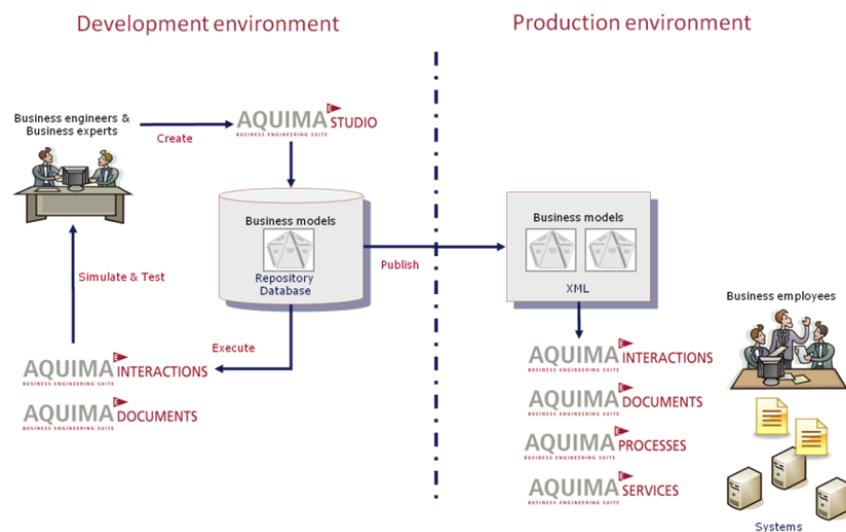 Development environment
Production environment
Business engineers &
Business experts
Create
AQUIMA STUDIO
BUSINESS ENGINEERING SUITE
Business models
Repository
Database
Publish
Simulate & Test
Execute
AQUIMA INTERACTIONS
BUSINESS ENGINEERING SUITE
AQUIMA DOCUMENTS
BUSINESS ENGINEERING SUITE
Business models
XML
Business employees
AQUIMA INTERACTIONS
BUSINESS ENGINEERING SUITE
AQUIMA DOCUMENTS
BUSINESS ENGINEERING SUITE
AQUIMA PROCESSES
BUSINESS ENGINEERING SUITE
AQUIMA SERVICES
BUSINESS ENGINEERING SUITE
Systems